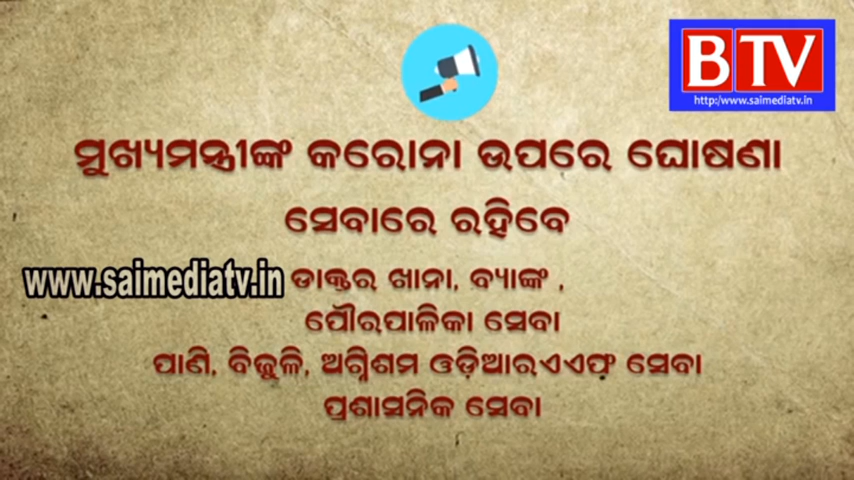 BTV
http:/www.saimediatv.in
ମୁଖ୍ୟମନ୍ତ୍ରୀଙ୍କ କରୋନା ଉପରେ ଘୋଷଣା
ସେବାରେ ରହିବେ
www.saimediatv.in
ଡାକ୍ତର ଖାନା, ବ୍ୟାଙ୍କ ,
ପୌରପାଳିକା ସେବା
ପାଣି, ବିଜୁଳି, ଅଗ୍ନିଶମ ଓଡ଼ିଆରଏଏଫ୍ ସେବା
ପ୍ରଶାସନିକ ସେବା